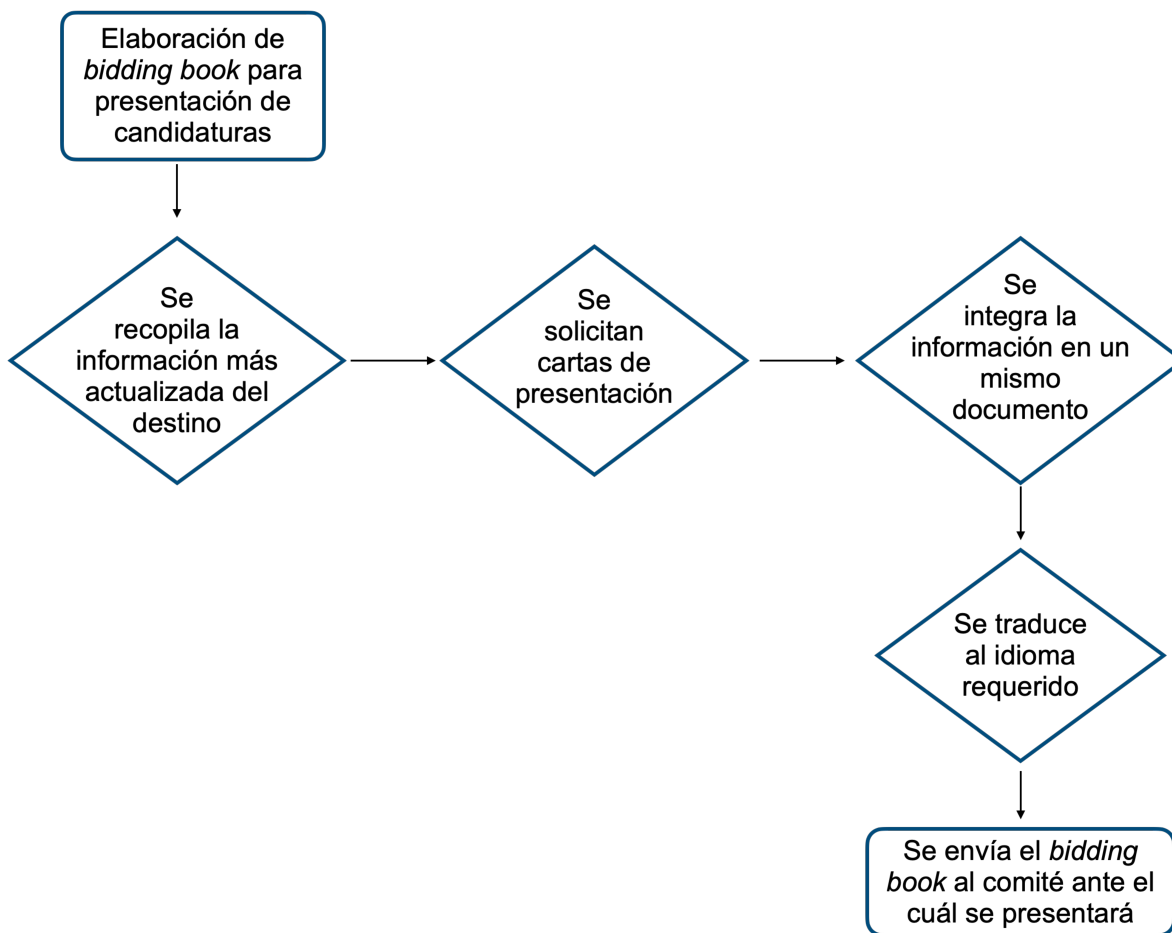 Elaboración de
bidding book para
presentación de
candidaturas
Se
recopila la
información más
actualizada del
destino
Se
solicitan
cartas de
presentación
Se
integra la
información en un
mismo
documento
Se traduce
al idioma
requerido
Se envía el bidding
book al comité ante el
cuál se presentará